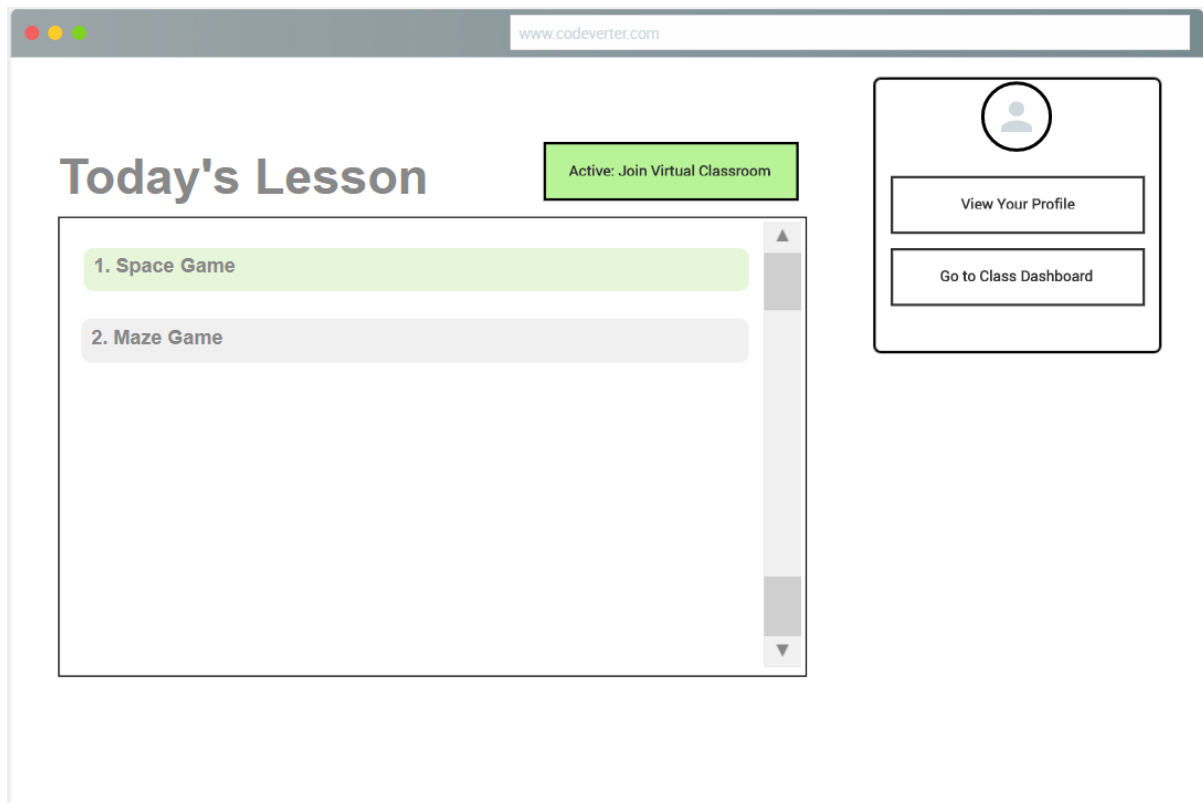 www.codeverter.com
Today's Lesson
Active: Join Virtual Classroom
1. Space Game
2. Maze Game
View Your Profile
Go to Class Dashboard